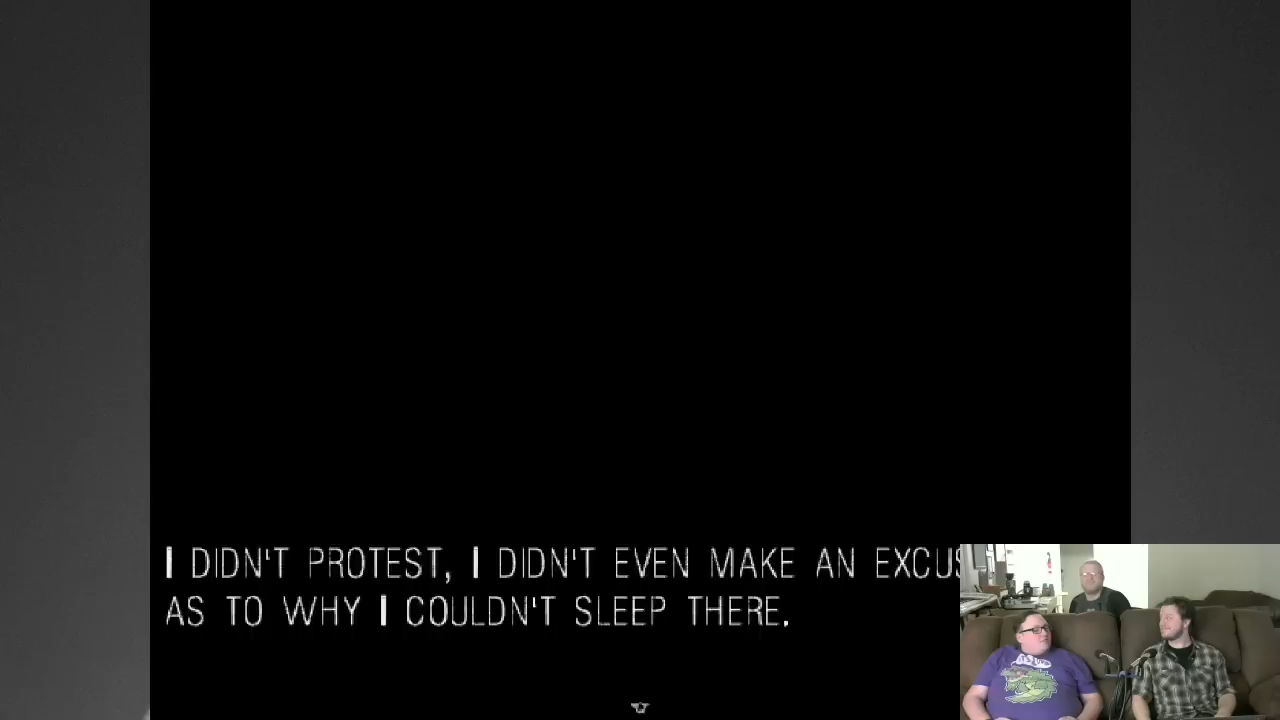 I DIDN'T PROTEST, I DIDN'T EVEN MAKE AN EXCUS
AS TO WHY I COULDN'T SLEEP THERE.